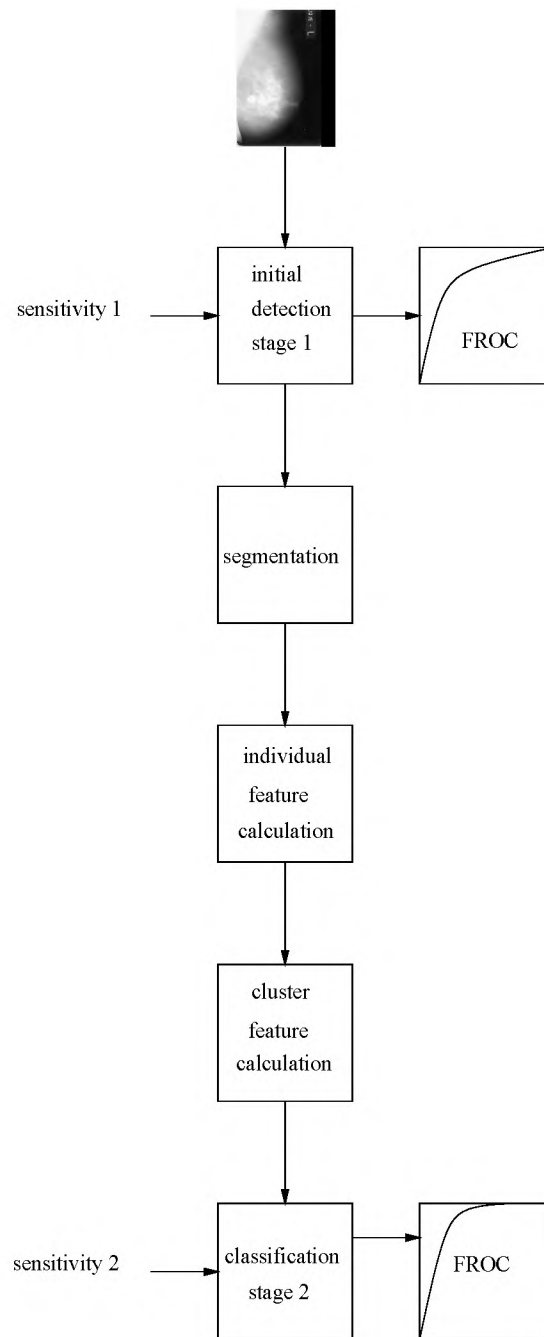 initial
sensitivity 1
detection
stage 1
FROC
segmentation
individual
feature
calculation
cluster
feature
calculation
sensitivity 2
classification
stage 2
FROC